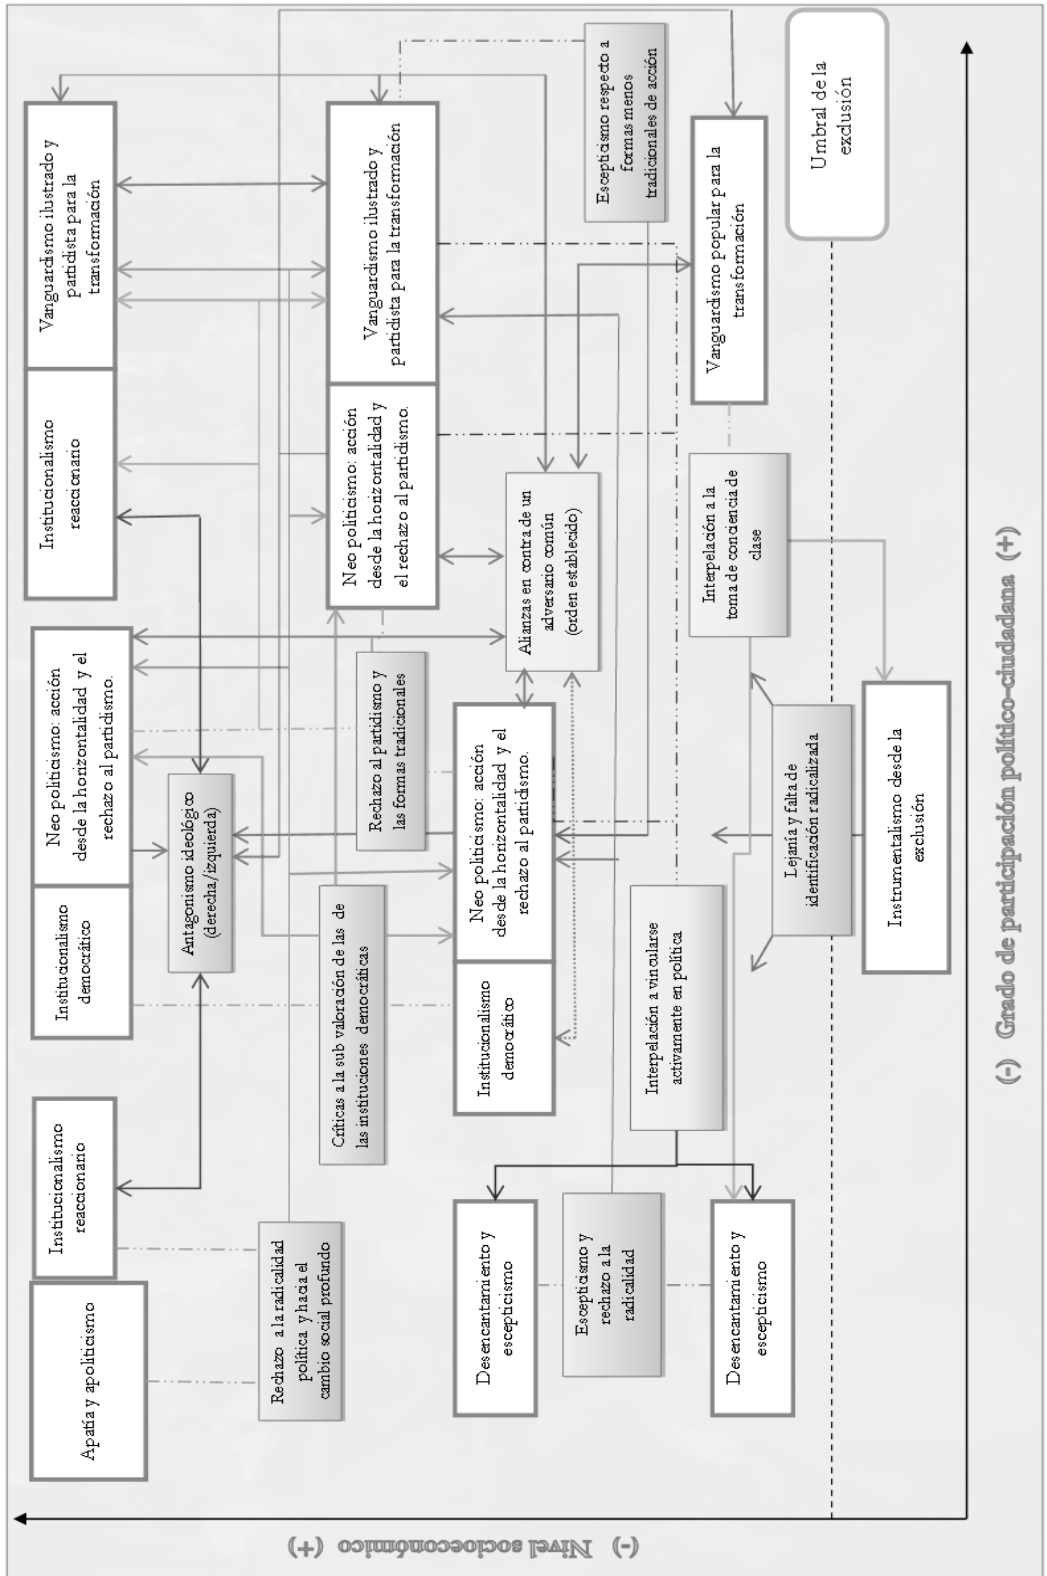 Apatía y apoliticismo
Institucionalismo
reaccionario
Institucionalismo
democrático
Neo politicismo: acción
desde la horizontalidad y el
rechazo al partidismo.
Institucionalismo
reaccionario
Vanguardismo ilustrado y
partidista para la
transformación
Antagonismo ideológico
(derecha/izquierda)
Rechazo a la radicalidad
política y hacia el
cambio social profundo
Críticas a la sub valoración de las de
las instituciones democráticas
Rechazo al partidismo y
las formas tradicionales
Neo politicismo: acción
desde la horizontalidad y
el rechazo al partidismo.
Vanguardismo ilustrado y
partidista para la transformación
Desencantamiento y
escepticismo
Institucionalismo
democrático
Neo politicismo: acción
desde la horizontalidad y el
rechazo al partidismo.
Alianzas en contra de un
adversario común
(orden establecido)
Escepticismo respecto a
formas menos
tradicionales de acción
Escepticismo y
rechazo a la
radicalidad
Interpelación a vincularse
activamente en política
Desencantamiento y
escepticismo
Interpelación a la
toma de conciencia de
clase
Vanguardismo popular para la
transformación
Lejanía y falta de
identificación radicalizada
Umbral de la
exclusión
Instrumentalismo desde la
exclusión
(-) Nivel socioeconómico (+)
(-) Grado de participación político-ciudadana (+)